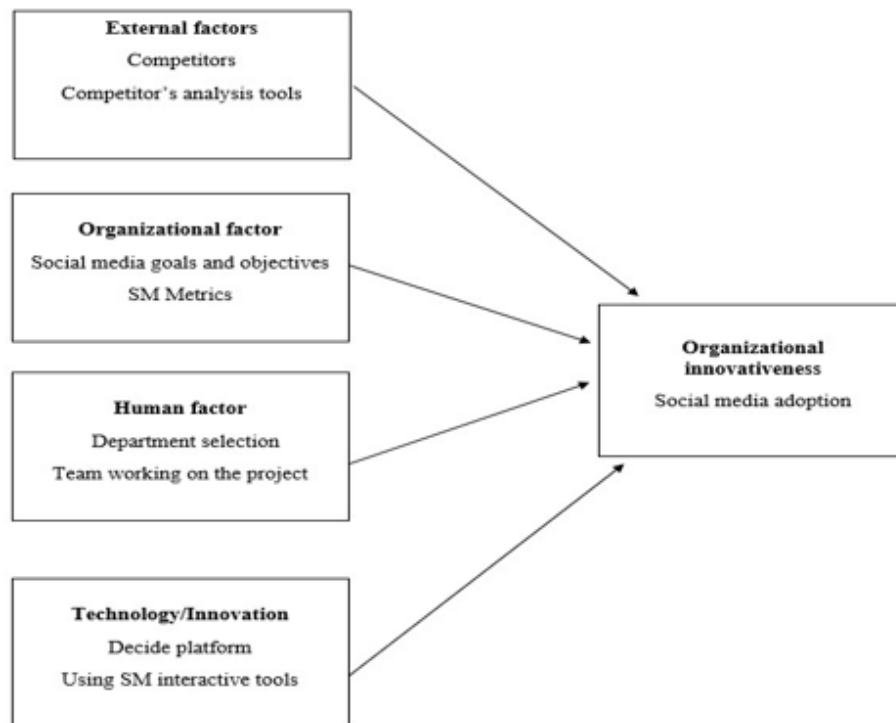 External factors
Competitors
Competitor's analysis tools
Organizational factor
Social media goals and objectives
SM Metrics
Human factor
Department selection
Team working on the project
Technology/Innovation
Decide platform
Using SM interactive tools
Organizational
innovativeness
Social media adoption